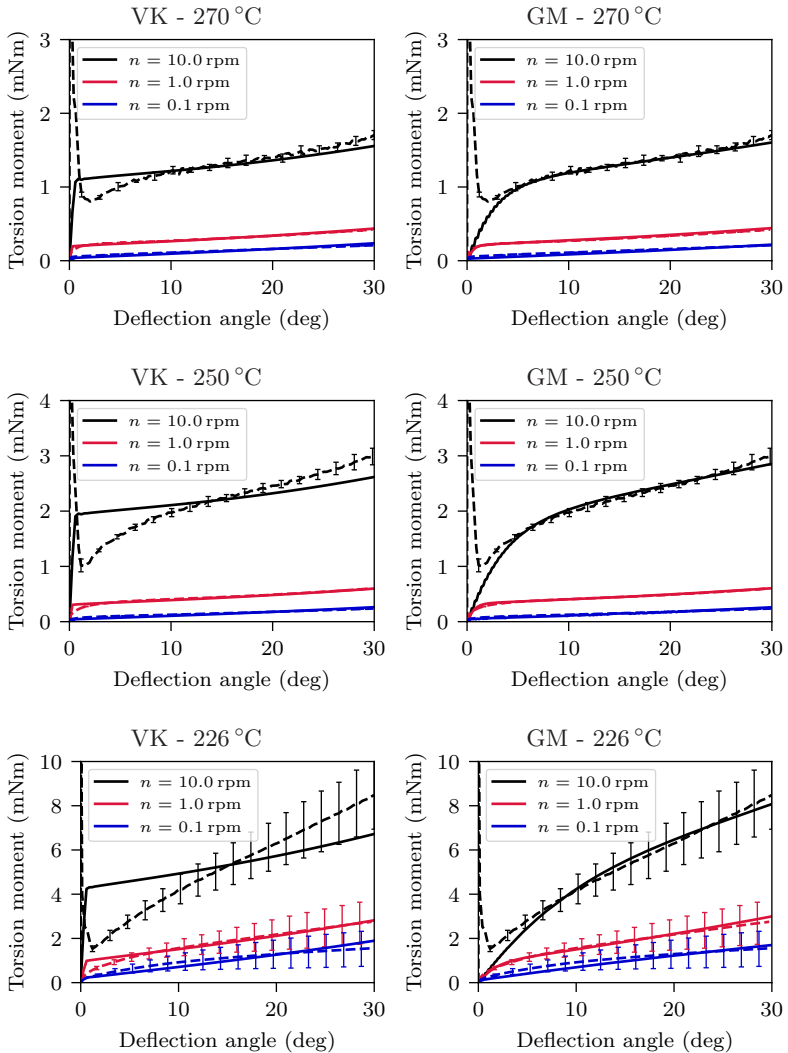 VK - 270 °C
Torsion moment (mNm)
3
2
1
0
n = 10.0 rpm
n = 1.0 rpm
n = 0.1 rpm
0 10 20 30
Deflection angle (deg)
GM - 270 °C
Torsion moment (mNm)
3
2
1
0
n = 10.0 rpm
n = 1.0 rpm
n = 0.1 rpm
0 10 20 30
Deflection angle (deg)
VK - 250 °C
Torsion moment (mNm)
4
3
2
1
0
n = 10.0 rpm
n = 1.0 rpm
n = 0.1 rpm
0 10 20 30
Deflection angle (deg)
GM - 250 °C
Torsion moment (mNm)
4
3
2
1
0
n = 10.0 rpm
n = 1.0 rpm
n = 0.1 rpm
0 10 20 30
Deflection angle (deg)
VK - 226 °C
Torsion moment (mNm)
10
8
6
4
2
0
n = 10.0 rpm
n = 1.0 rpm
n = 0.1 rpm
0 10 20 30
Deflection angle (deg)
GM - 226 °C
Torsion moment (mNm)
10
8
6
4
2
0
n = 10.0 rpm
n = 1.0 rpm
n = 0.1 rpm
0 10 20 30
Deflection angle (deg)